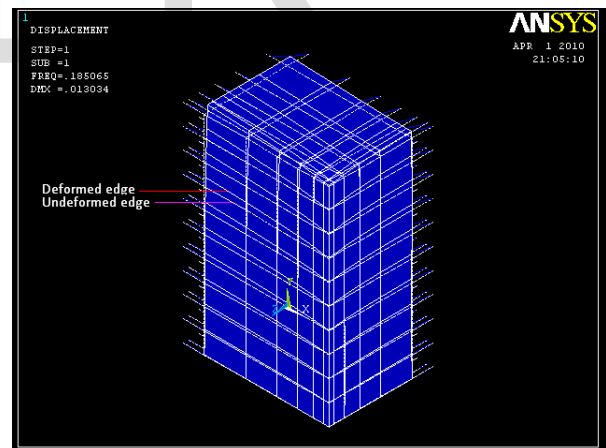 1
DISPLACEMENT
STEP=1
SUB =1
FREQ=.185065
DMX =.013034
ANSYS
APR 1 2010
21:05:10
Deformed edge
Undeformed edge
Y
X